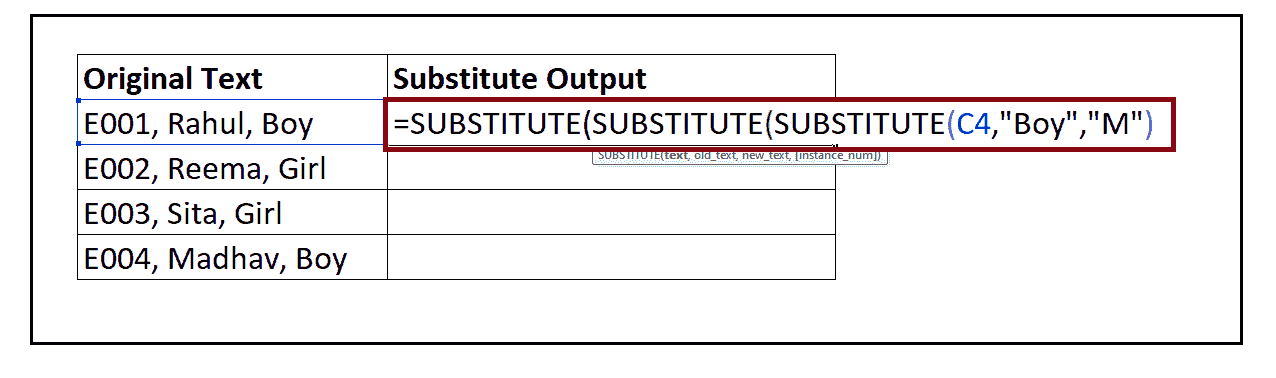 Original Text Substitute Output
E001, Rahul, Boy =SUBSTITUTE(SUBSTITUTE(SUBSTITUTE(C4,"Boy","M")
SUBSTITUTE(text, old_text, new_text, [instance_num])
E002, Reema, Girl
E003, Sita, Girl
E004, Madhav, Boy